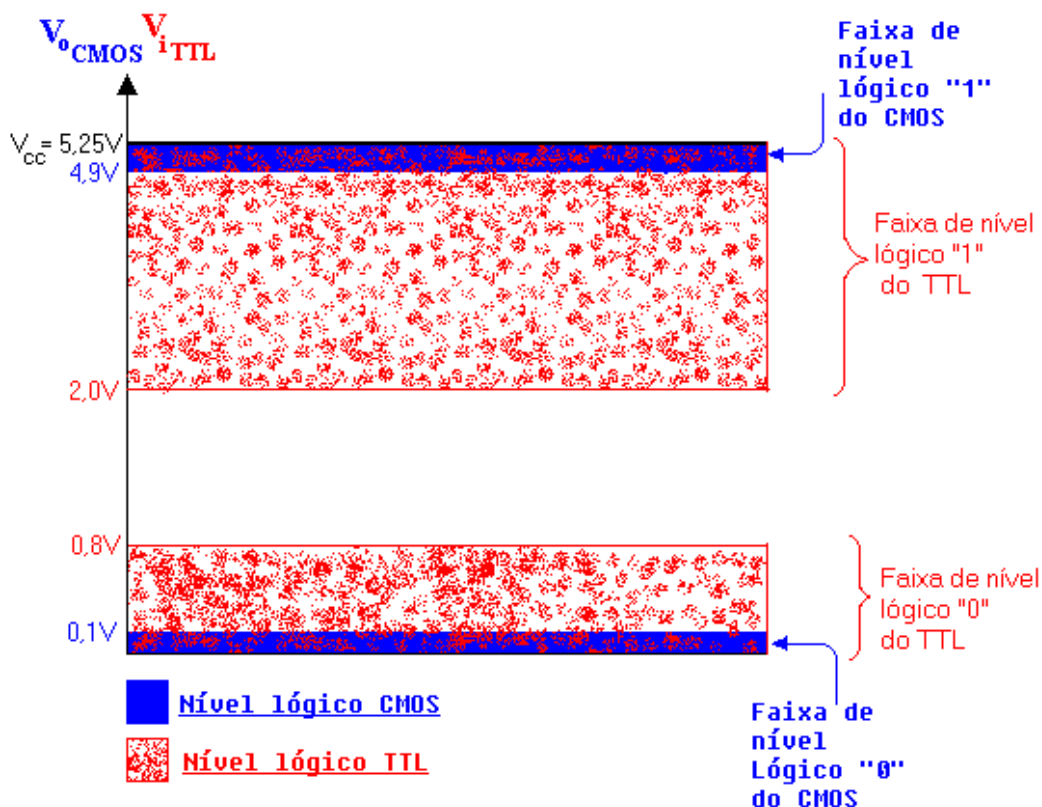 VoCMOS ViTTL
Faixa de
nível
lógico "1"
do CMOS
Vcc= 5,25V
4,9V
Faixa de nível
lógico "1"
do TTL
2,0V
0,8V
Faixa de nível
lógico "0"
do TTL
0,1V
Nível lógico CMOS
Nível lógico TTL
Faixa de
nível
Lógico "0"
do CMOS